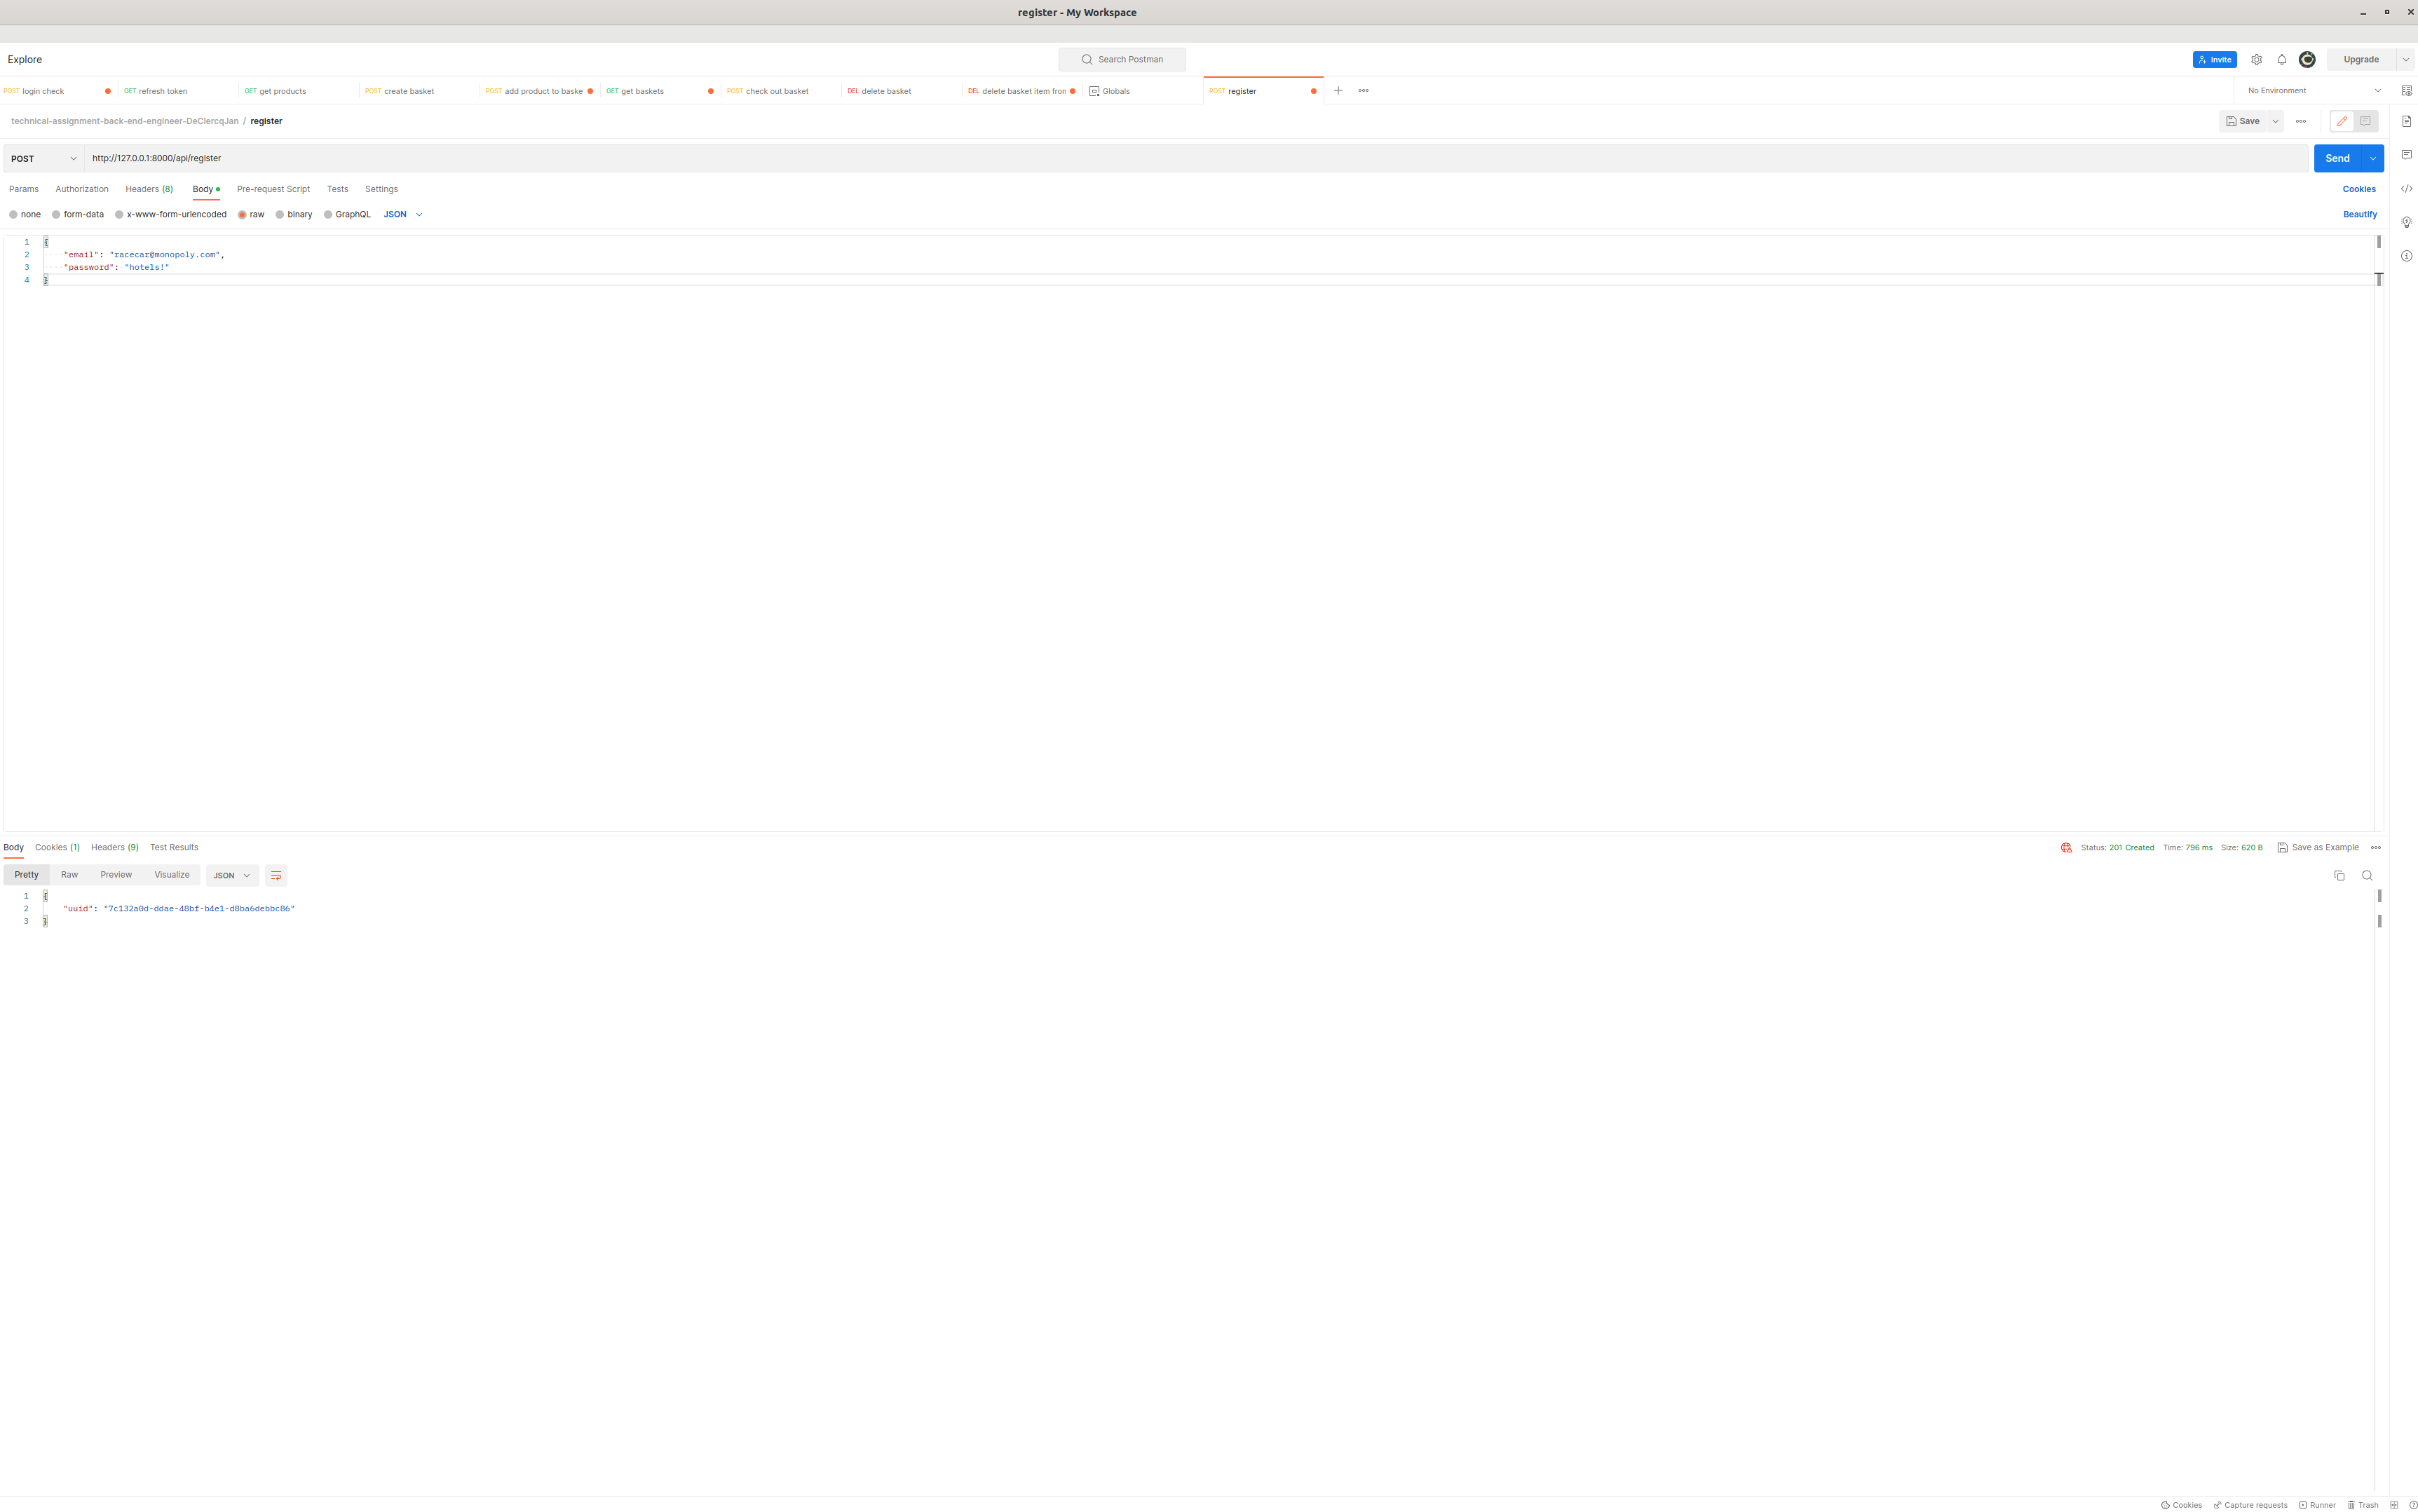 register - My Workspace
Explore
Search Postman
Invite
Upgrade
POST login check
GET refresh token
GET get products
POST create basket
POST add product to baske
GET get baskets
POST check out basket
DEL delete basket
DEL delete basket item fron
Globals
POST register
No Environment
technical-assignment-back-end-engineer-DeClercqJan / register
Save
POST http://127.0.0.1:8000/api/register
Send
Params Authorization Headers (8) Body Pre-request Script Tests Settings
Cookies
none form-data x-www-form-urlencoded raw binary GraphQL JSON
Beautify
1 {
2 "email": "racecar@monopoly.com",
3 "password": "hotels!"
4 }
Body Cookies (1) Headers (9) Test Results
Status: 201 Created Time: 796 ms Size: 620 B Save as Example
Pretty Raw Preview Visualize JSON
1 {
2 "uuid": "7c132a0d-ddae-48bf-b4e1-d8ba6debbc86"
3 }
Cookies Capture requests Runner Trash